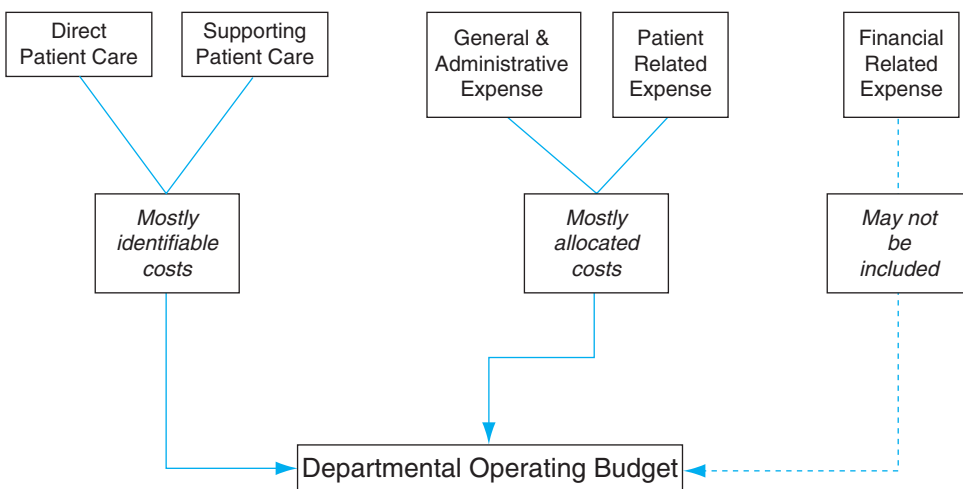 Direct
Patient Care
Supporting
Patient Care
General &
Administrative
Expense
Patient
Related
Expense
Financial
Related
Expense
Mostly
identifiable
costs
Mostly
allocated
costs
May not
be
included
Departmental Operating Budget